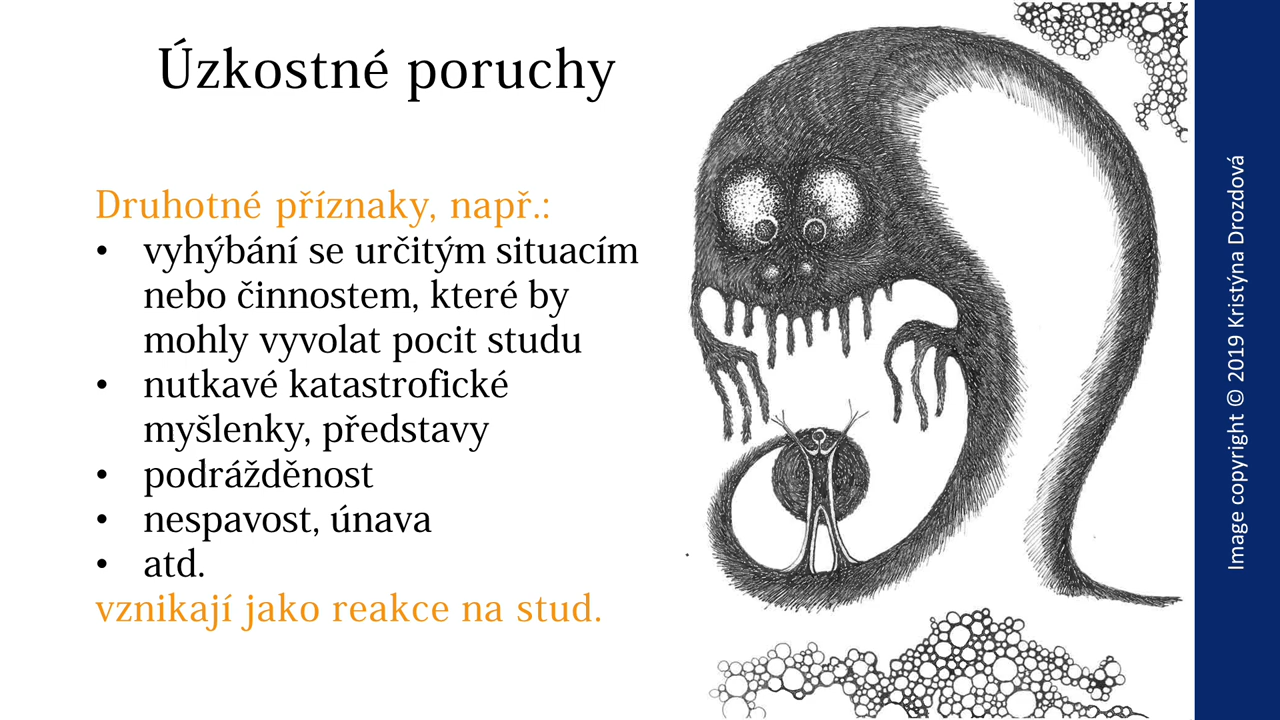 Úzkostné poruchy
Druhotné příznaky, např.:
• vyhýbání se určitým situacím
nebo činnostem, které by
mohly vyvolat pocit studu
• nutkavé katastrofické
myšlenky, představy
• podrážděnost
• nespavost, únava
• atd.
vznikají jako reakce na stud.
Image copyright © 2019 Kristýna Drozdová